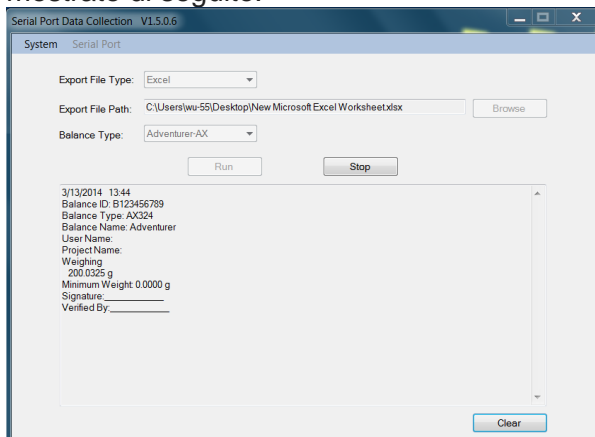 mostrato di seguito.
Serial Port Data Collection V1.5.0.6
System Serial Port
Export File Type: Excel
Export File Path: C:\Users\wu-55\Desktop\New Microsoft Excel Worksheet.xlsx Browse
Balance Type: Adventurer-AX
Run Stop
3/13/2014 13:44
Balance ID: B123456789
Balance Type: AX324
Balance Name: Adventurer
User Name:
Project Name:
Weighing
200.0325 g
Minimum Weight: 0.0000 g
Signature:___________
Verified By:___________
Clear